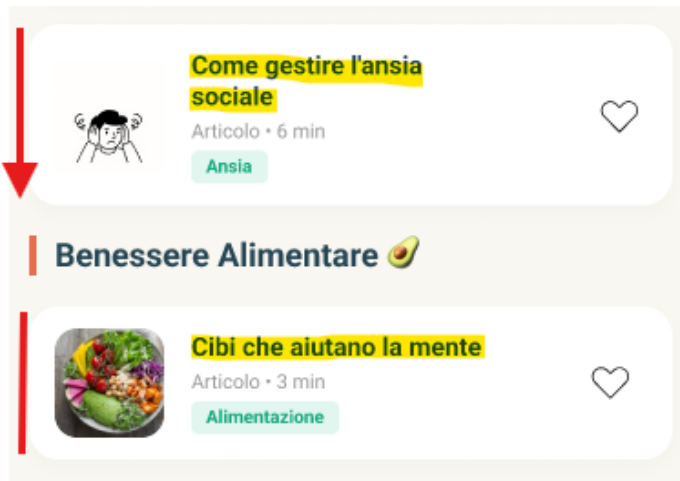 Come gestire l'ansia
sociale
Articolo • 6 min
Ansia
Benessere Alimentare 🥑
Cibi che aiutano la mente
Articolo • 3 min
Alimentazione